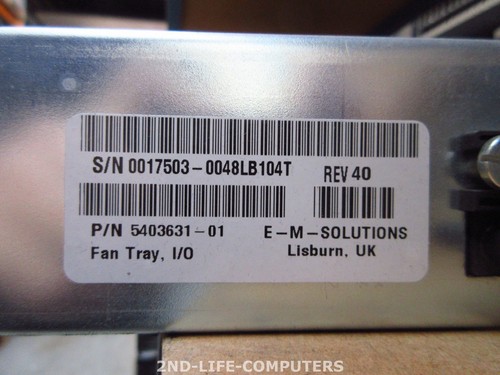 S/N 0017503-0048LB104T
REV 40
P/N 5403631-01
E-M-SOLUTIONS
Fan Tray, I/O
Lisburn, UK
2ND-LIFE-COMPUTERS